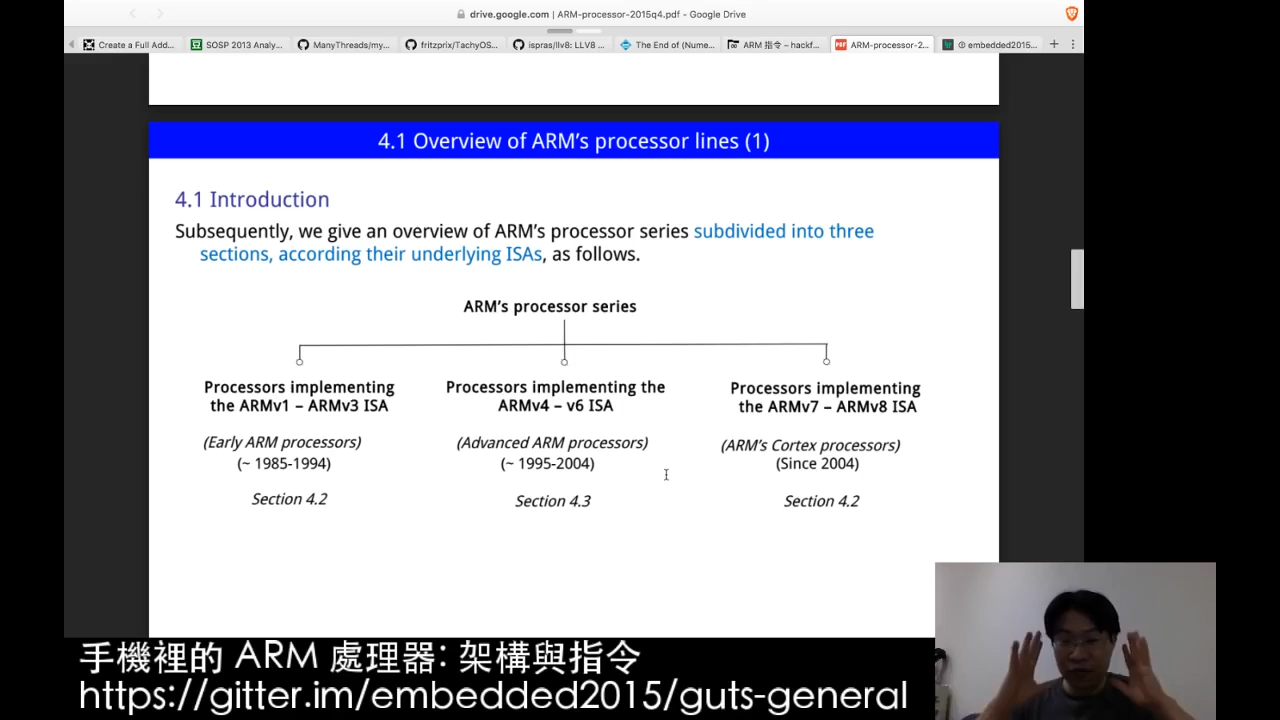 drive.google.com | ARM-processor-2015q4.pdf - Google Drive
Create a Full Add... SOSP 2013 Analy... ManyThreads/my... fritzprix/TachyOS... ispras/llv8: LLV8 ... The End of (Nume... ARM 指令 – hackf... ARM-processor-2... embedded2015...
4.1 Overview of ARM's processor lines (1)
4.1 Introduction
Subsequently, we give an overview of ARM's processor series subdivided into three
sections, according their underlying ISAs, as follows.
ARM's processor series
Processors implementing
the ARMv1 – ARMv3 ISA
(Early ARM processors)
(~ 1985-1994)
Section 4.2
Processors implementing the
ARMv4 – v6 ISA
(Advanced ARM processors)
(~ 1995-2004)
Section 4.3
Processors implementing
the ARMv7 – ARMv8 ISA
(ARM's Cortex processors)
(Since 2004)
Section 4.2
手機裡的 ARM 處理器: 架構與指令
https://gitter.im/embedded2015/guts-general